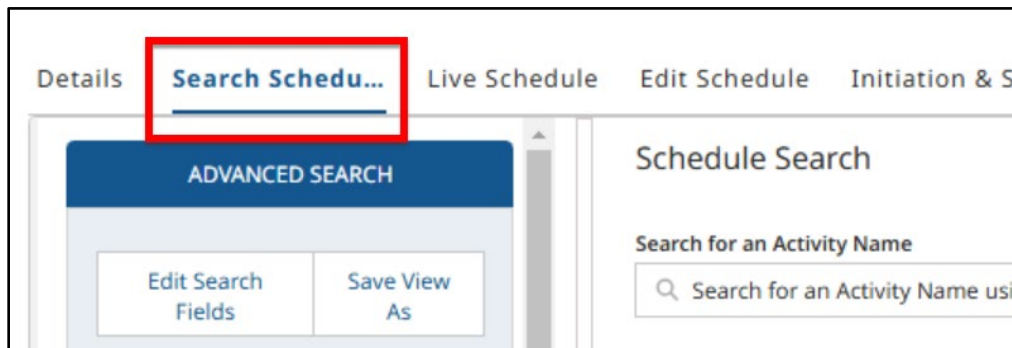 Details Search Schedu... Live Schedule Edit Schedule Initiation & S
ADVANCED SEARCH
Edit Search
Fields
Save View
As
Schedule Search
Search for an Activity Name
Search for an Activity Name usi